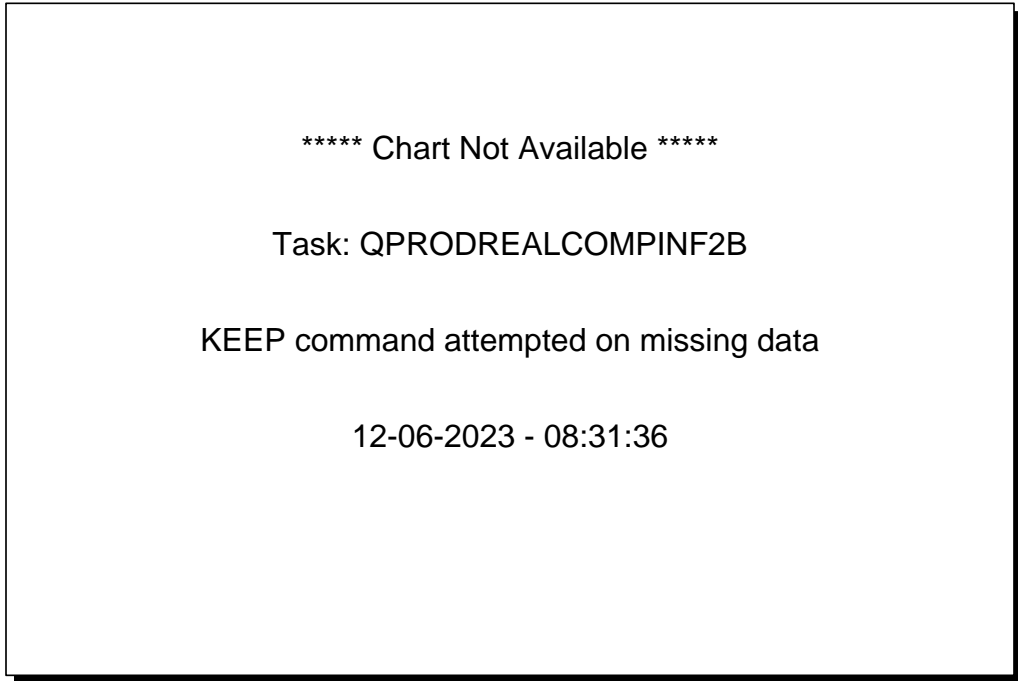 ***** Chart Not Available *****
Task: QPRODREALCOMPINF2B
KEEP command attempted on missing data
12-06-2023 - 08:31:36